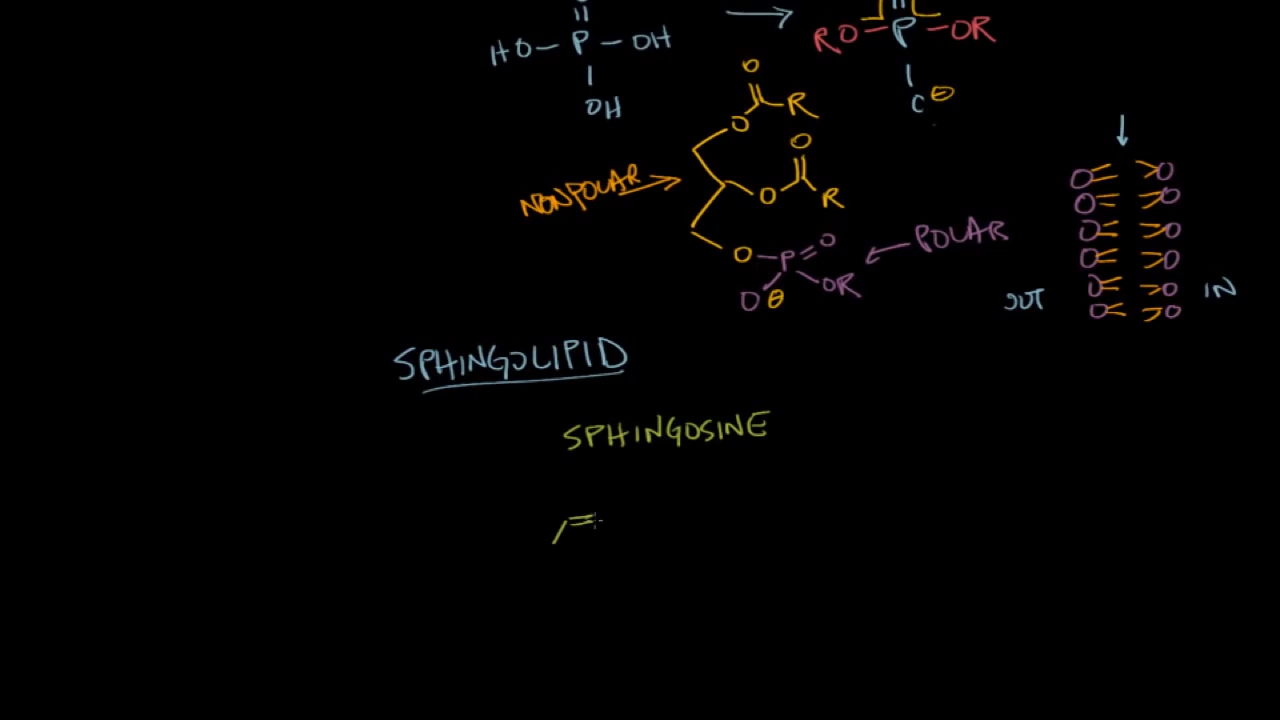 O
HO-P-OH
OH
RO-P-OR
C⊖
O
O
R
O
O
R
NONPOLAR
O-P=O
O⊖
OR
POLAR
OUT
IN
SPHINGOLIPID
SPHINGOSINE